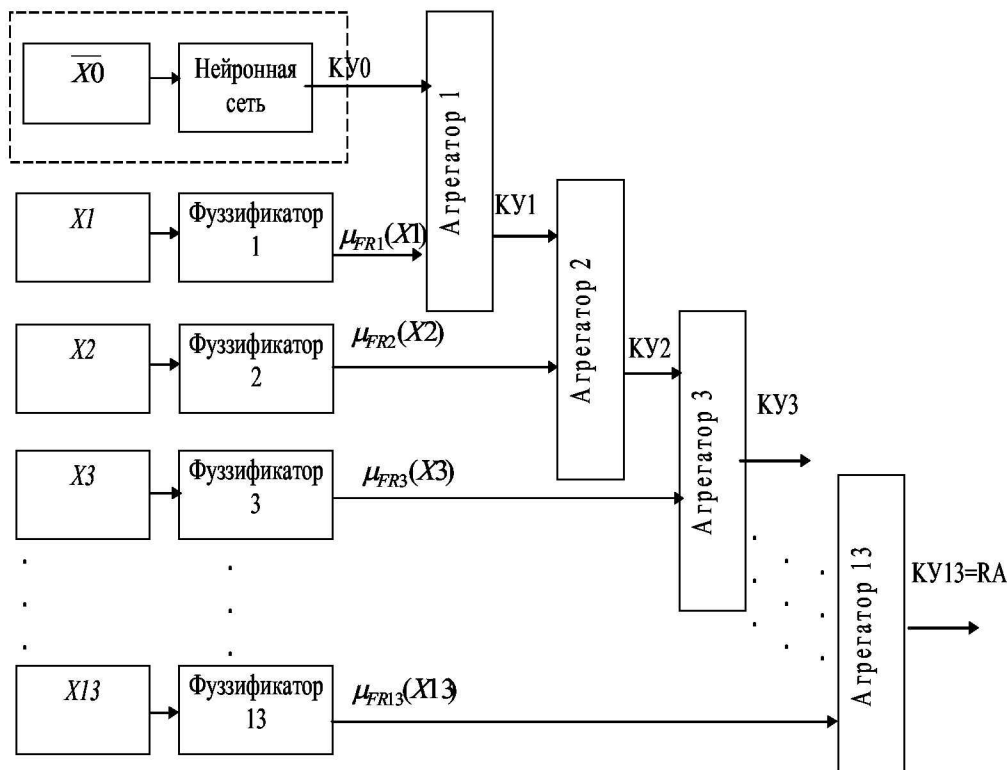 X0
Нейронная
сеть
КУ0
Агрегатор 1
X1
Фуззификатор
1
μFR1(X1)
КУ1
Агрегатор 2
X2
Фуззификатор
2
μFR2(X2)
КУ2
Агрегатор 3
КУ3
X3
Фуззификатор
3
μFR3(X3)
Агрегатор 13
КУ13=RA
X13
Фуззификатор
13
μFR13(X13)